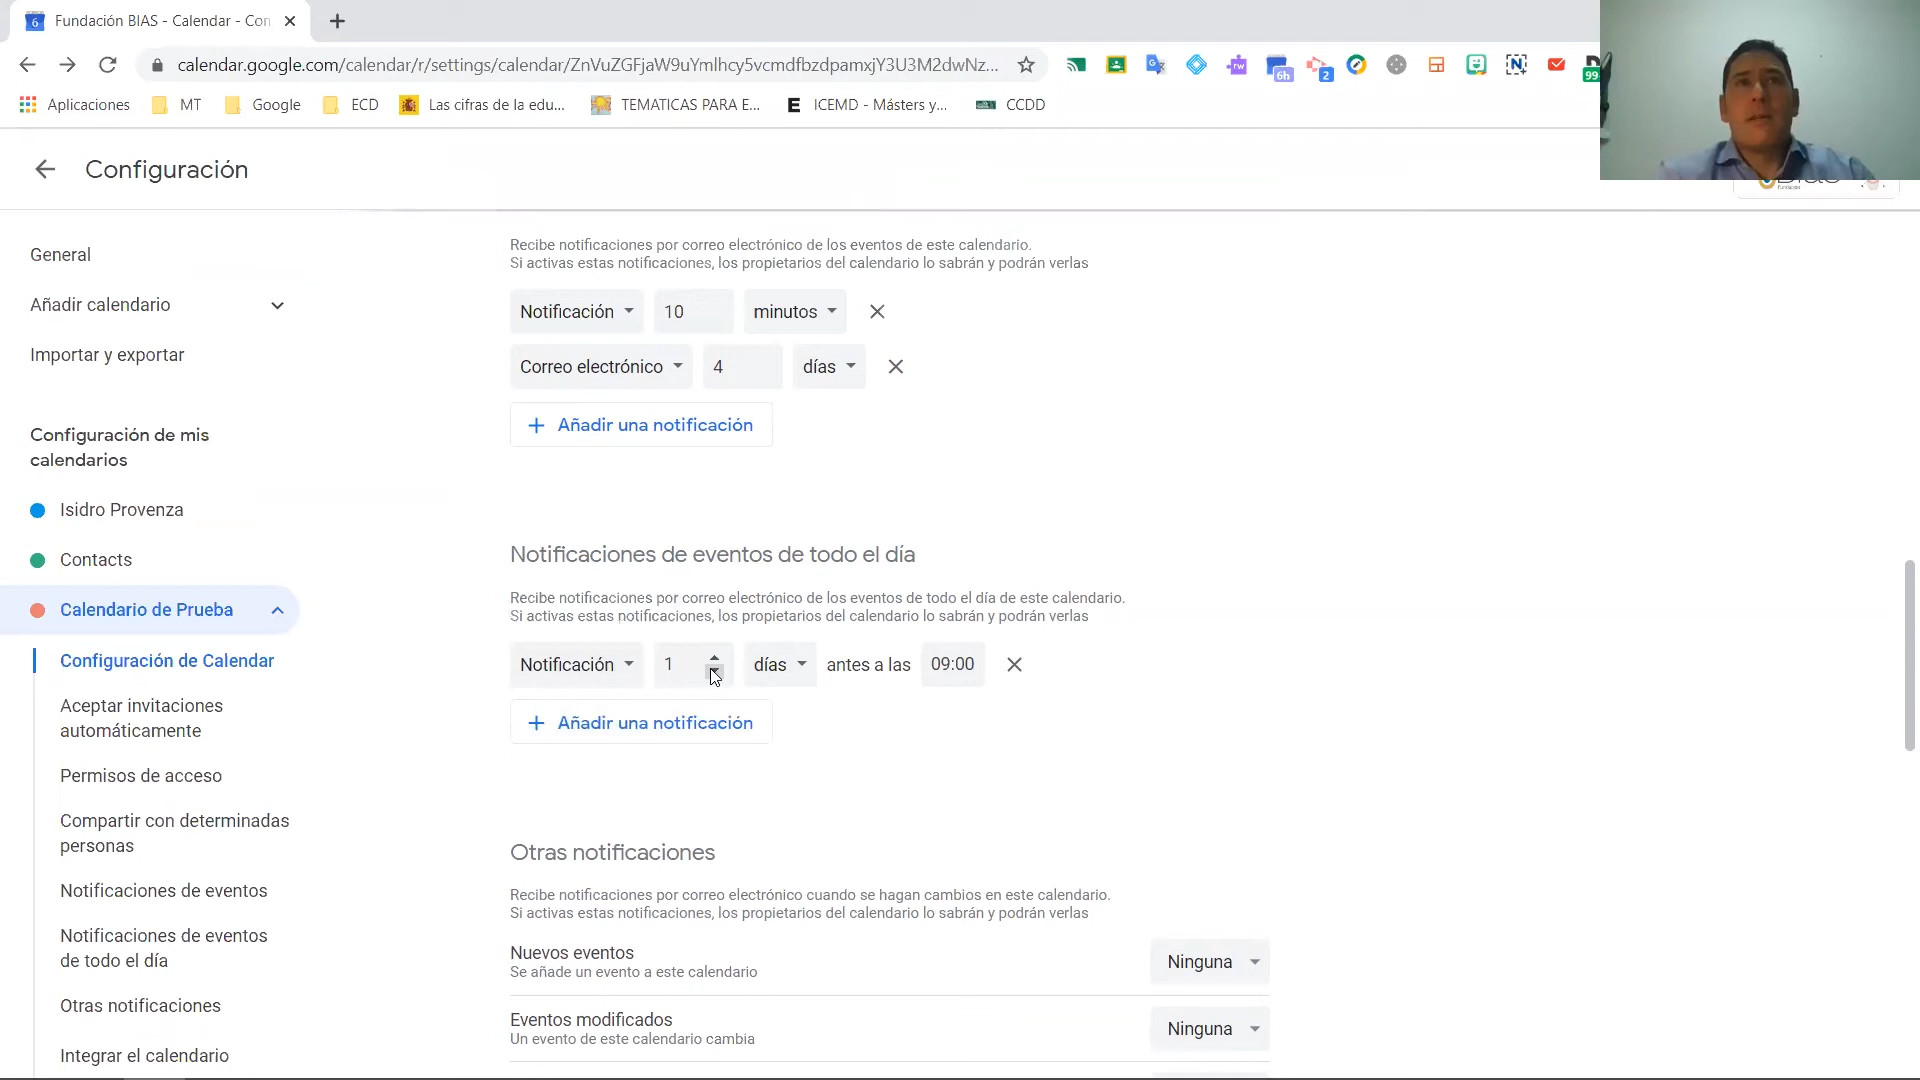 Fundación BIAS - Calendar - Con
calendar.google.com/calendar/r/settings/calendar/ZnVuZGFjaW9uYmlhcy5vcmdfbzdpamxjY3U3M2dwNz...
6h
2
99
Aplicaciones
MT
Google
ECD
Las cifras de la edu...
TEMATICAS PARA E...
ICEMD - Másters y...
CCDD
Configuración
General
Añadir calendario
Importar y exportar
Configuración de mis
calendarios
Isidro Provenza
Contacts
Calendario de Prueba
Configuración de Calendar
Aceptar invitaciones
automáticamente
Permisos de acceso
Compartir con determinadas
personas
Notificaciones de eventos
Notificaciones de eventos
de todo el día
Otras notificaciones
Integrar el calendario
Recibe notificaciones por correo electrónico de los eventos de este calendario.
Si activas estas notificaciones, los propietarios del calendario lo sabrán y podrán verlas
Notificación 10 minutos
Correo electrónico 4 días
+ Añadir una notificación
Notificaciones de eventos de todo el día
Recibe notificaciones por correo electrónico de los eventos de todo el día de este calendario.
Si activas estas notificaciones, los propietarios del calendario lo sabrán y podrán verlas
Notificación 1 días antes a las 09:00
+ Añadir una notificación
Otras notificaciones
Recibe notificaciones por correo electrónico cuando se hagan cambios en este calendario.
Si activas estas notificaciones, los propietarios del calendario lo sabrán y podrán verlas
Nuevos eventos
Se añade un evento a este calendario
Ninguna
Eventos modificados
Un evento de este calendario cambia
Ninguna